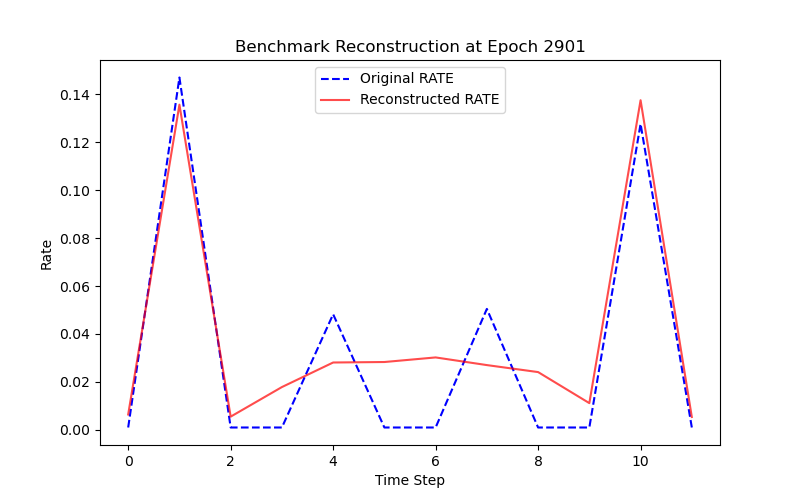 Benchmark Reconstruction at Epoch 2901
Original RATE
Reconstructed RATE
0.14
0.12
0.10
0.08
0.06
0.04
0.02
0.00
Rate
0 2 4 6 8 10
Time Step